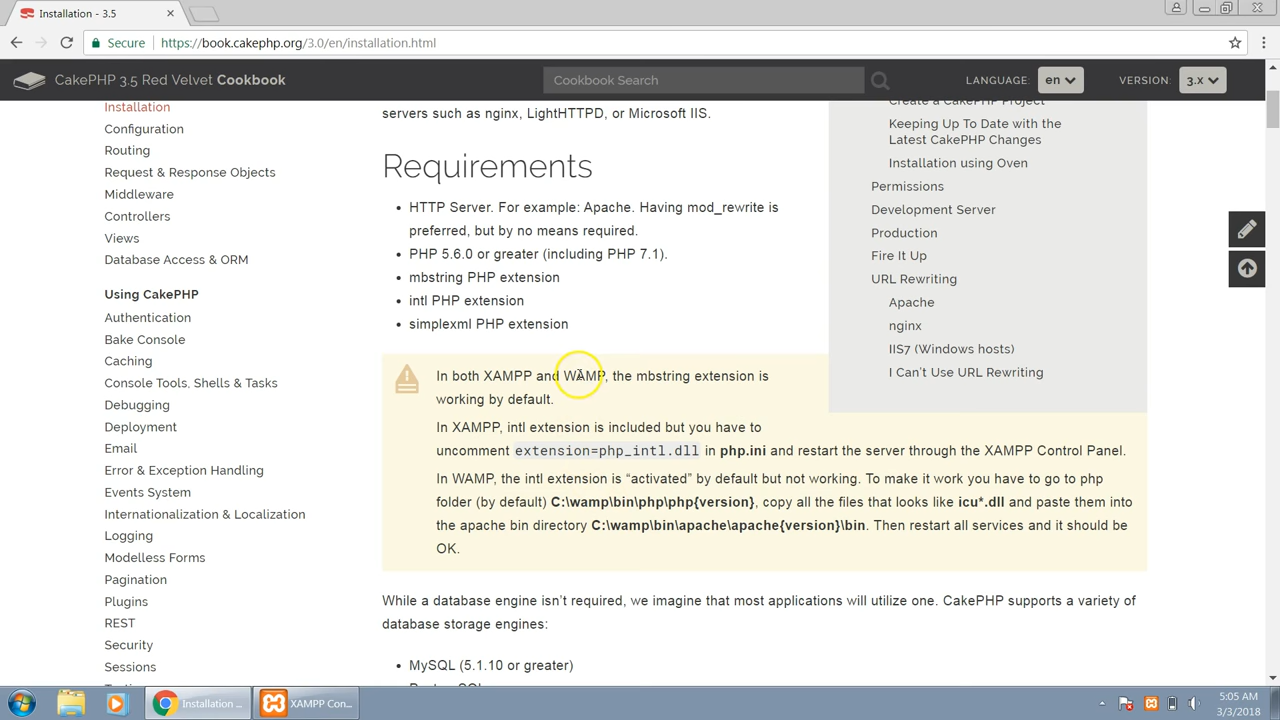 Installation - 3.5
Secure
https://book.cakephp.org/3.0/en/installation.html
CakePHP 3.5 Red Velvet Cookbook
Cookbook Search
LANGUAGE:
en
VERSION:
3.x
Installation
Configuration
Routing
Request & Response Objects
Middleware
Controllers
Views
Database Access & ORM
Using CakePHP
Authentication
Bake Console
Caching
Console Tools, Shells & Tasks
Debugging
Deployment
Email
Error & Exception Handling
Events System
Internationalization & Localization
Logging
Modelless Forms
Pagination
Plugins
REST
Security
Sessions
servers such as nginx, LightHTTPD, or Microsoft IIS.
Requirements
• HTTP Server. For example: Apache. Having mod_rewrite is
preferred, but by no means required.
• PHP 5.6.0 or greater (including PHP 7.1).
• mbstring PHP extension
• intl PHP extension
• simplexml PHP extension
In both XAMPP and WAMP, the mbstring extension is
working by default.
In XAMPP, intl extension is included but you have to
uncomment extension=php_intl.dll in php.ini and restart the server through the XAMPP Control Panel.
In WAMP, the intl extension is “activated” by default but not working. To make it work you have to go to php
folder (by default) C:\wamp\bin\php\php{version}, copy all the files that looks like icu*.dll and paste them into
the apache bin directory C:\wamp\bin\apache\apache{version}\bin. Then restart all services and it should be
OK.
While a database engine isn’t required, we imagine that most applications will utilize one. CakePHP supports a variety of
database storage engines:
• MySQL (5.1.10 or greater)
Create a CakePHP Project
Keeping Up To Date with the
Latest CakePHP Changes
Installation using Oven
Permissions
Development Server
Production
Fire It Up
URL Rewriting
Apache
nginx
IIS7 (Windows hosts)
I Can’t Use URL Rewriting
Installation ...
XAMPP Con...
5:05 AM
3/3/2018